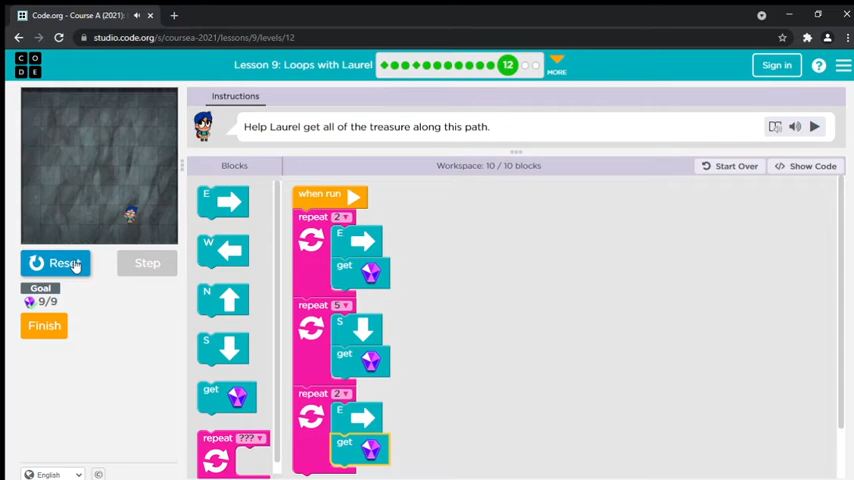 Code.org - Course A (2021):
studio.code.org/s/coursea-2021/lessons/9/levels/12
C O
D E
Lesson 9: Loops with Laurel
12
MORE
Sign in
?
Instructions
Help Laurel get all of the treasure along this path.
Blocks
Workspace: 10 / 10 blocks
Start Over
</> Show Code
Reset
Step
Goal
9/9
Finish
E
W
N
S
get
repeat ???
when run
repeat 2
E
get
repeat 5
S
get
repeat 2
E
get
English
©